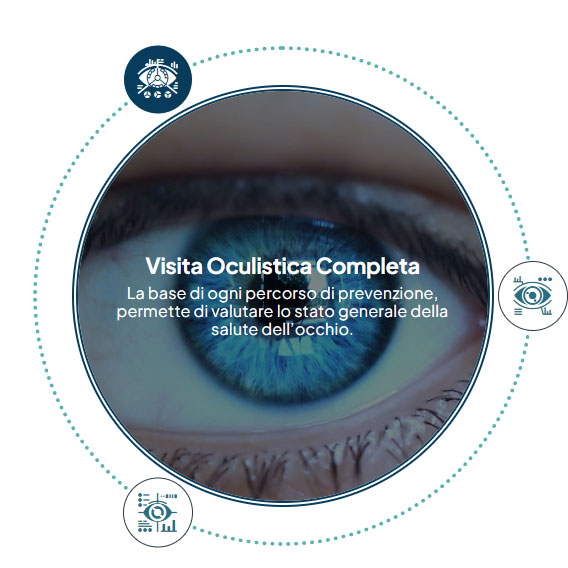 Visita Oculistica Completa
La base di ogni percorso di prevenzione,
permette di valutare lo stato generale della
salute dell'occhio.